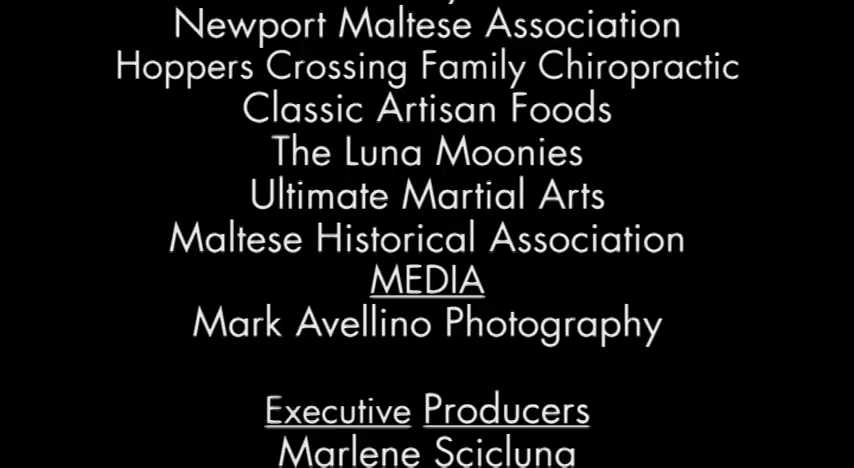 Newport Maltese Association
Hoppers Crossing Family Chiropractic
Classic Artisan Foods
The Luna Moonies
Ultimate Martial Arts
Maltese Historical Association
MEDIA
Mark Avellino Photography
Executive Producers
Marlene Scicluna